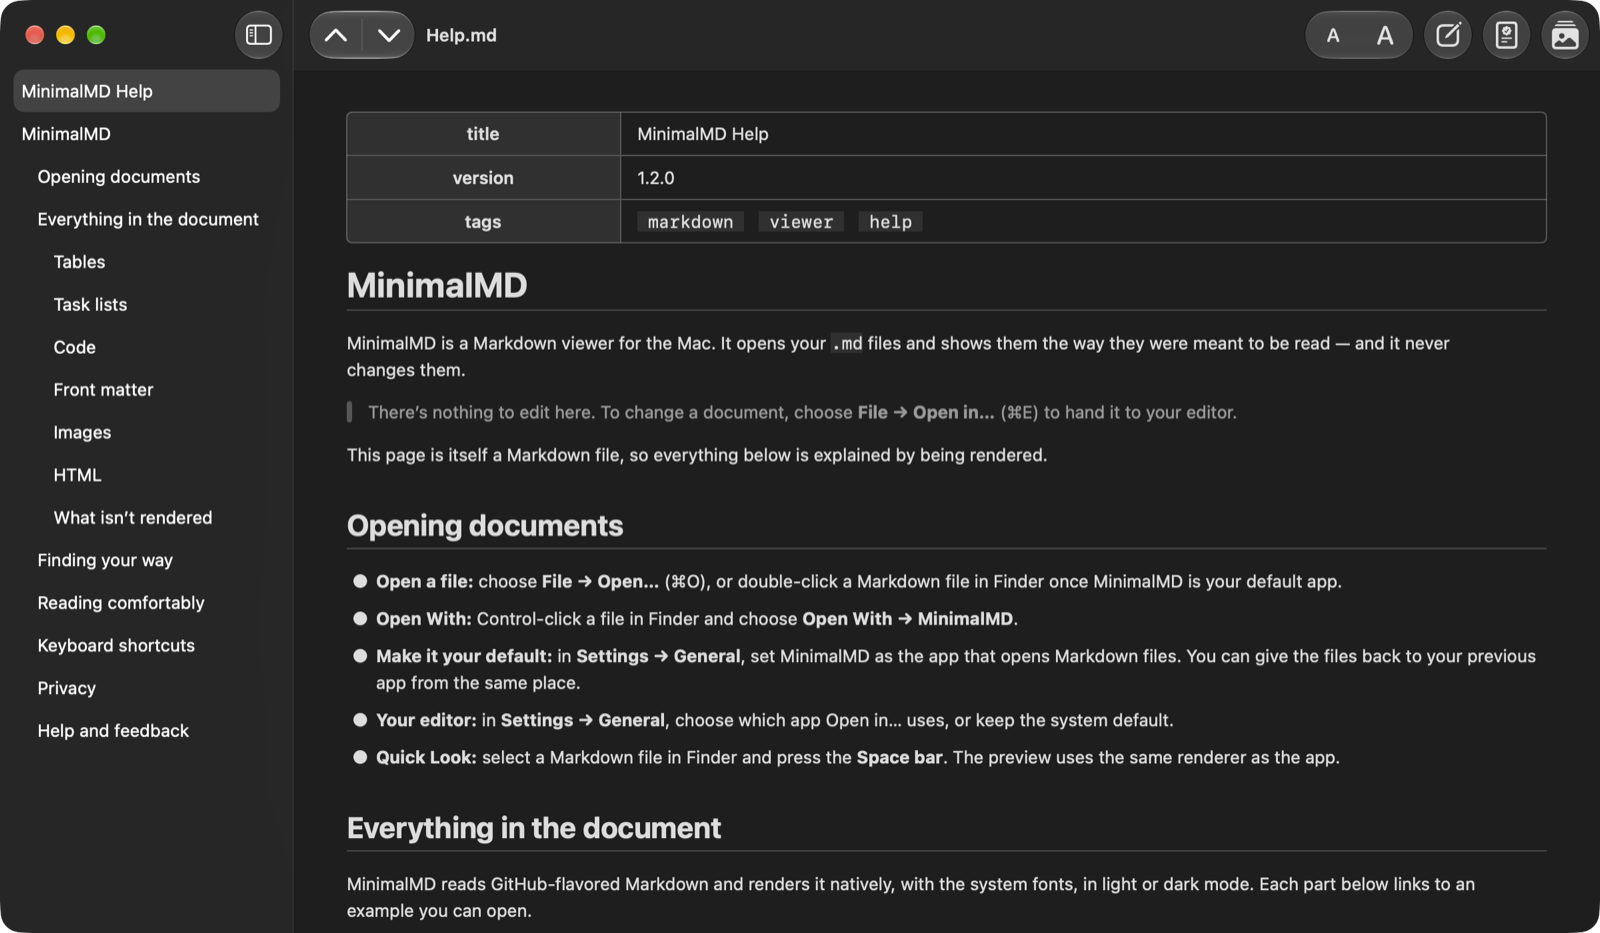 Help.md
A A
MinimalMD Help
MinimalMD
Opening documents
Everything in the document
Tables
Task lists
Code
Front matter
Images
HTML
What isn’t rendered
Finding your way
Reading comfortably
Keyboard shortcuts
Privacy
Help and feedback
title MinimalMD Help
version 1.2.0
tags markdown viewer help
MinimalMD
MinimalMD is a Markdown viewer for the Mac. It opens your .md files and shows them the way they were meant to be read — and it never
changes them.
There’s nothing to edit here. To change a document, choose File → Open in… (⌘E) to hand it to your editor.
This page is itself a Markdown file, so everything below is explained by being rendered.
Opening documents
● Open a file: choose File → Open… (⌘O), or double-click a Markdown file in Finder once MinimalMD is your default app.
● Open With: Control-click a file in Finder and choose Open With → MinimalMD.
● Make it your default: in Settings → General, set MinimalMD as the app that opens Markdown files. You can give the files back to your previous
app from the same place.
● Your editor: in Settings → General, choose which app Open in… uses, or keep the system default.
● Quick Look: select a Markdown file in Finder and press the Space bar. The preview uses the same renderer as the app.
Everything in the document
MinimalMD reads GitHub-flavored Markdown and renders it natively, with the system fonts, in light or dark mode. Each part below links to an
example you can open.